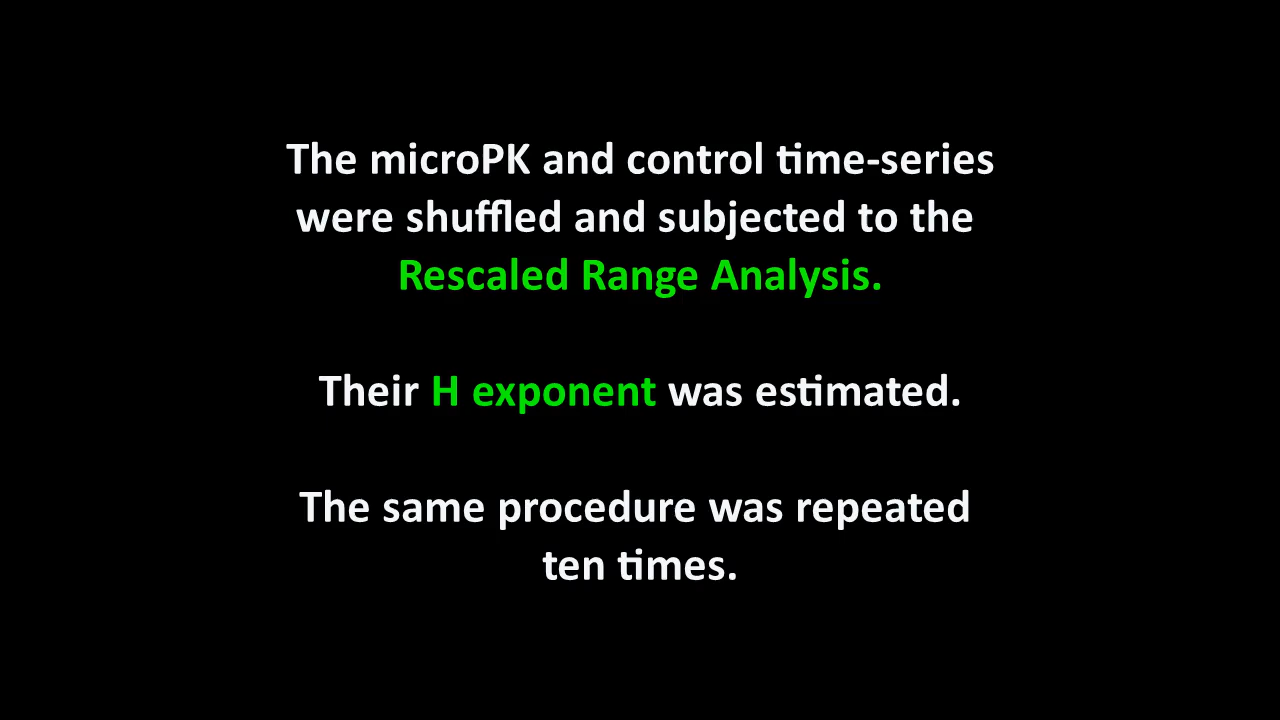 The microPK and control time-series
were shuffled and subjected to the
Rescaled Range Analysis.
Their H exponent was estimated.
The same procedure was repeated
ten times.